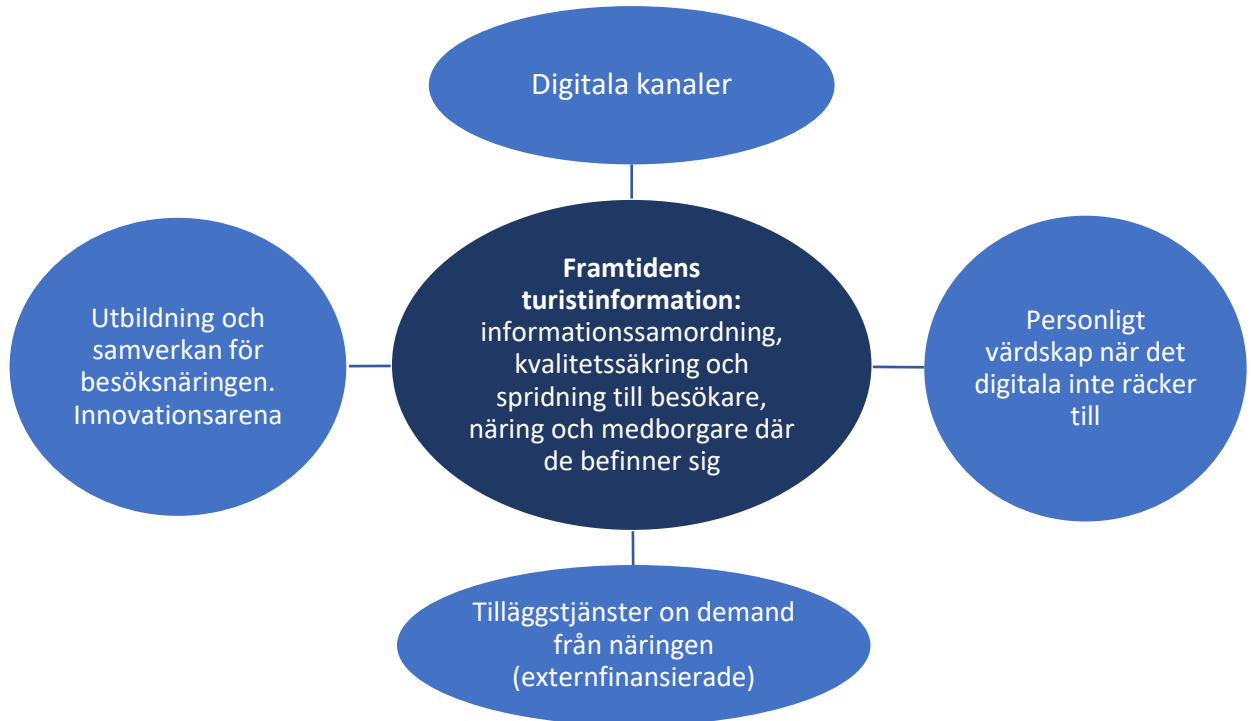 Digitala kanaler
Framtidens
turistinformation:
informationssamordning,
kvalitetssäkring och
spridning till besökare,
näring och medborgare där
de befinner sig
Utbildning och
samverkan för
besöksnäringen.
Innovationsarena
Personligt
värdskap när det
digitala inte räcker
till
Tilläggstjänster on demand
från näringen
(externfinansierade)